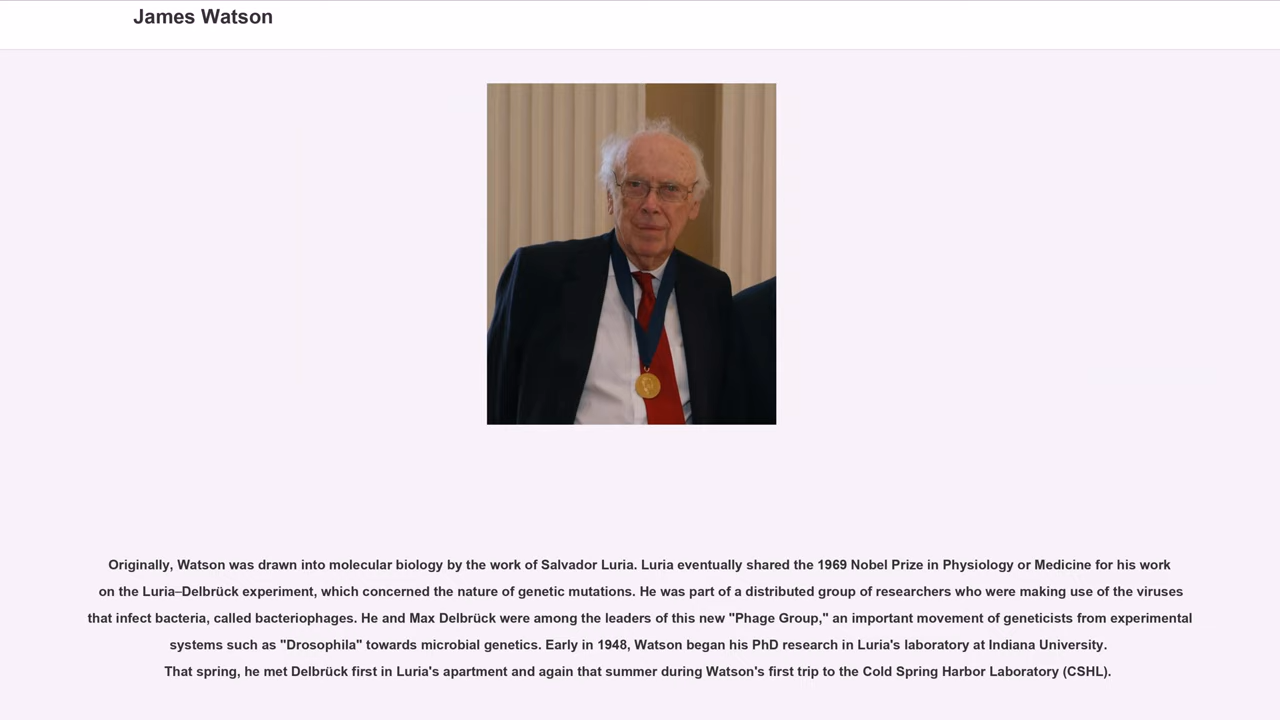 James Watson
Originally, Watson was drawn into molecular biology by the work of Salvador Luria. Luria eventually shared the 1969 Nobel Prize in Physiology or Medicine for his work
on the Luria–Delbrück experiment, which concerned the nature of genetic mutations. He was part of a distributed group of researchers who were making use of the viruses
that infect bacteria, called bacteriophages. He and Max Delbrück were among the leaders of this new "Phage Group," an important movement of geneticists from experimental
systems such as "Drosophila" towards microbial genetics. Early in 1948, Watson began his PhD research in Luria's laboratory at Indiana University.
That spring, he met Delbrück first in Luria's apartment and again that summer during Watson's first trip to the Cold Spring Harbor Laboratory (CSHL).